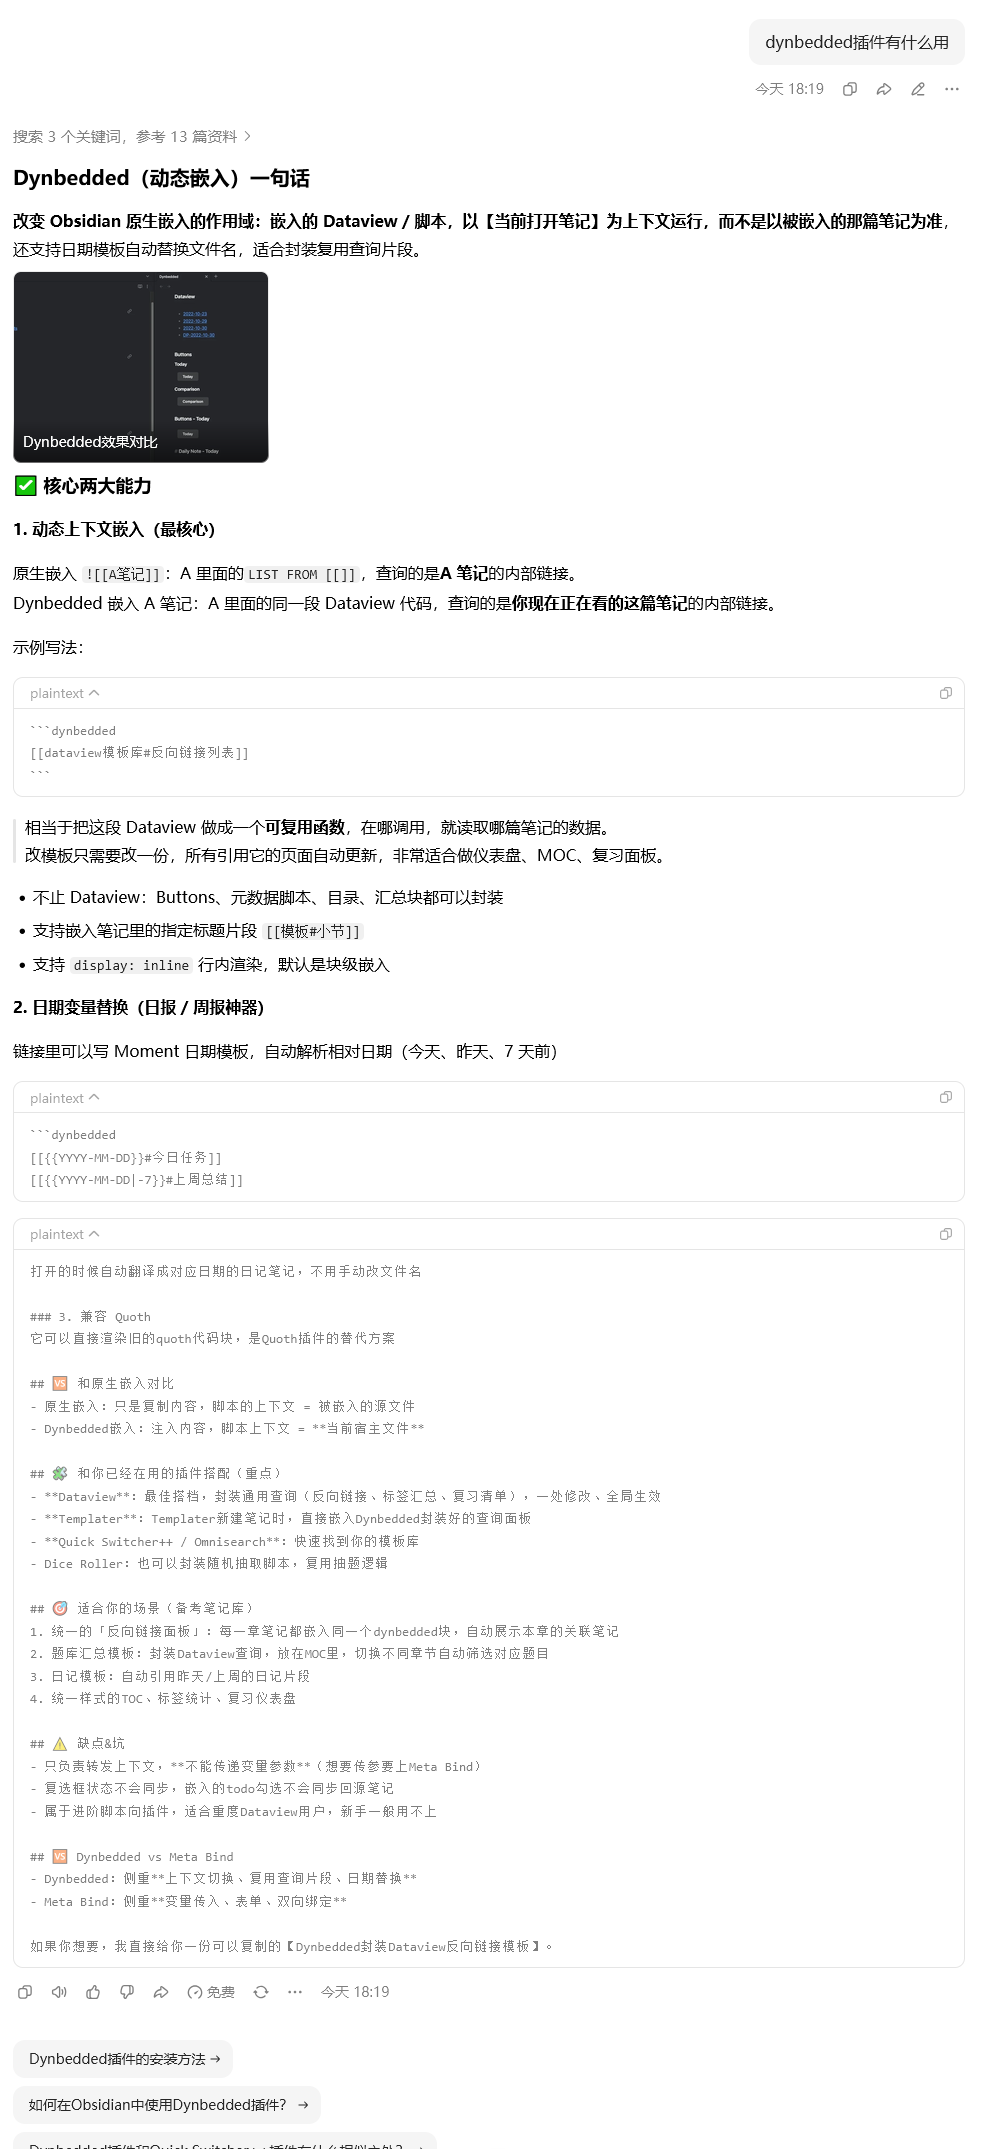 dynbedded插件有什么用
今天 18:19
搜索 3 个关键词，参考 13 篇资料
Dynbedded（动态嵌入）一句话
改变 Obsidian 原生嵌入的作用域：嵌入的 Dataview / 脚本，以【当前打开笔记】为上下文运行，而不是以被嵌入的那篇笔记为准，
还支持日期模板自动替换文件名，适合封装复用查询片段。
Dynbedded
Dataview
2022-10-23
2022-10-29
2022-10-30
DP-2022-10-30
Buttons
Today
Today
Comparison
Comparison
Buttons - Today
Today
Daily Note - Today
Dynbedded效果对比
✅ 核心两大能力
1. 动态上下文嵌入（最核心）
原生嵌入 ![[A笔记]]：A 里面的 LIST FROM [[]]，查询的是A 笔记的内部链接。
Dynbedded 嵌入 A 笔记：A 里面的同一段 Dataview 代码，查询的是你现在正在看的这篇笔记的内部链接。
示例写法：
plaintext
```dynbedded
[[dataview模板库#反向链接列表]]
```
相当于把这段 Dataview 做成一个可复用函数，在哪调用，就读取哪篇笔记的数据。
改模板只需要改一份，所有引用它的页面自动更新，非常适合做仪表盘、MOC、复习面板。
• 不止 Dataview：Buttons、元数据脚本、目录、汇总块都可以封装
• 支持嵌入笔记里的指定标题片段 [[模板#小节]]
• 支持 display: inline 行内渲染，默认是块级嵌入
2. 日期变量替换（日报 / 周报神器）
链接里可以写 Moment 日期模板，自动解析相对日期（今天、昨天、7 天前）
plaintext
```dynbedded
[[{{YYYY-MM-DD}}#今日任务]]
[[{{YYYY-MM-DD|-7}}#上周总结]]
plaintext
打开的时候自动翻译成对应日期的日记笔记，不用手动改文件名
### 3. 兼容 Quoth
它可以直接渲染旧的quoth代码块，是Quoth插件的替代方案
## 🆚 和原生嵌入对比
- 原生嵌入：只是复制内容，脚本的上下文 = 被嵌入的源文件
- Dynbedded嵌入：注入内容，脚本上下文 = **当前宿主文件**
## 🧩 和你已经在用的插件搭配（重点）
- **Dataview**：最佳搭档，封装通用查询（反向链接、标签汇总、复习清单），一处修改、全局生效
- **Templater**：Templater新建笔记时，直接嵌入Dynbedded封装好的查询面板
- **Quick Switcher++ / Omnisearch**：快速找到你的模板库
- Dice Roller：也可以封装随机抽取脚本，复用抽题逻辑
## 🎯 适合你的场景（备考笔记库）
1. 统一的「反向链接面板」：每一章笔记都嵌入同一个dynbedded块，自动展示本章的关联笔记
2. 题库汇总模板：封装Dataview查询，放在MOC里，切换不同章节自动筛选对应题目
3. 日记模板：自动引用昨天/上周的日记片段
4. 统一样式的TOC、标签统计、复习仪表盘
## ⚠️ 缺点&坑
- 只负责转发上下文，**不能传递变量参数**（想要传参要上Meta Bind）
- 复选框状态不会同步，嵌入的todo勾选不会同步回源笔记
- 属于进阶脚本向插件，适合重度Dataview用户，新手一般用不上
## 🆚 Dynbedded vs Meta Bind
- Dynbedded：侧重**上下文切换、复用查询片段、日期替换**
- Meta Bind：侧重**变量传入、表单、双向绑定**
如果你想要，我直接给你一份可以复制的【Dynbedded封装Dataview反向链接模板】。
免费
今天 18:19
Dynbedded插件的安装方法 →
如何在Obsidian中使用Dynbedded插件？ →